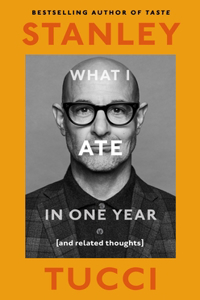 BESTSELLING AUTHOR OF TASTE
STANLEY
WHAT I
ATE
IN ONE YEAR
[and related thoughts]
TUCCI